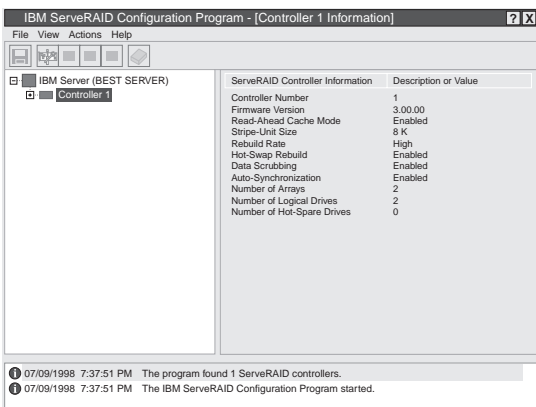 IBM ServeRAID Configuration Program - [Controller 1 Information]
? X
File View Actions Help
IBM Server (BEST SERVER)
Controller 1
ServeRAID Controller Information Description or Value
Controller Number 1
Firmware Version 3.00.00
Read-Ahead Cache Mode Enabled
Stripe-Unit Size 8 K
Rebuild Rate High
Hot-Swap Rebuild Enabled
Data Scrubbing Enabled
Auto-Synchronization Enabled
Number of Arrays 2
Number of Logical Drives 2
Number of Hot-Spare Drives 0
07/09/1998 7:37:51 PM The program found 1 ServeRAID controllers.
07/09/1998 7:37:51 PM The IBM ServeRAID Configuration Program started.